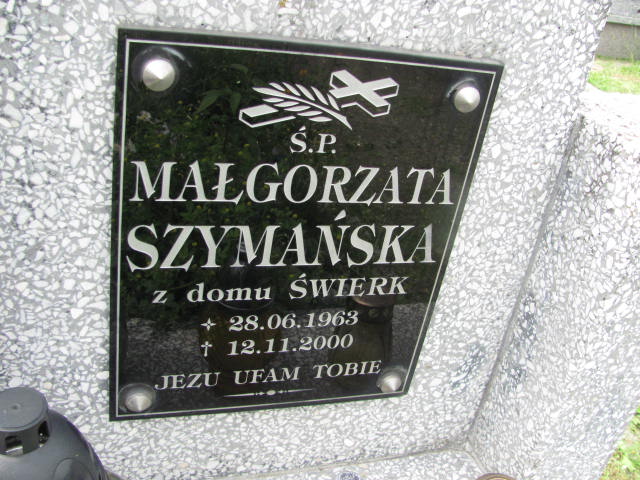 Ś.P.
MAŁGORZATA
SZYMAŃSKA
z domu ŚWIERK
✧ 28.06.1963
† 12.11.2000
JEZU UFAM TOBIE